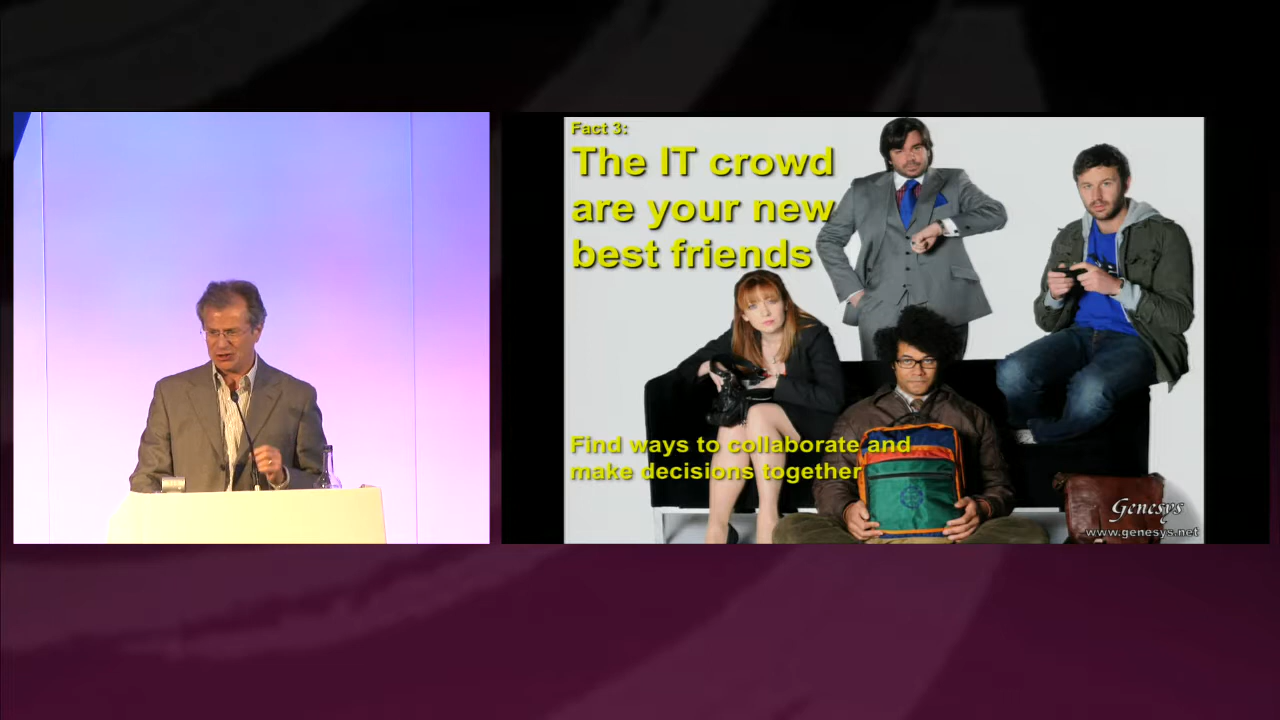 Fact 3:
The IT crowd
are your new
best friends
Find ways to collaborate and
make decisions together
Genesys
www.genesys.net